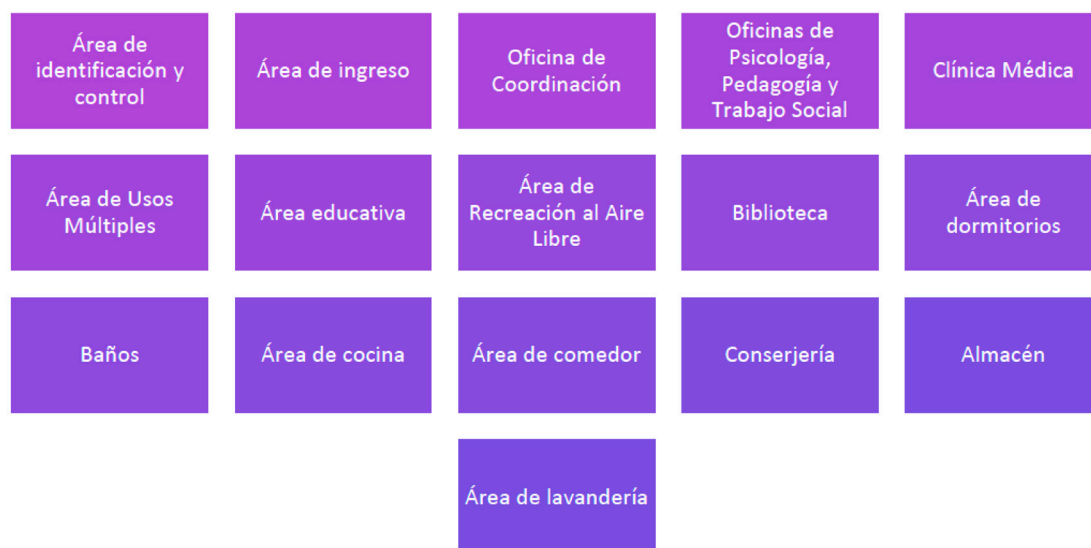 Área de
identificación y
control
Área de ingreso
Oficina de
Coordinación
Oficinas de
Psicología,
Pedagogía y
Trabajo Social
Clínica Médica
Área de Usos
Múltiples
Área educativa
Área de
Recreación al Aire
Libre
Biblioteca
Área de
dormitorios
Baños
Área de cocina
Área de comedor
Conserjería
Almacén
Área de lavandería